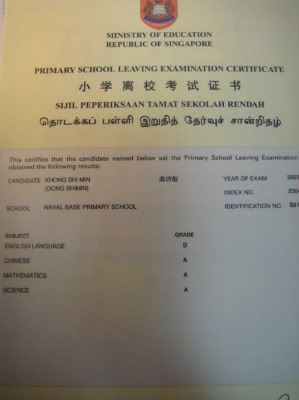 MINISTRY OF EDUCATION
REPUBLIC OF SINGAPORE
PRIMARY SCHOOL LEAVING EXAMINATION CERTIFICATE
小学离校考试证书
SIJIL PEPERIKSAAN TAMAT SEKOLAH RENDAH
தொடக்கப் பள்ளி இறுதித் தேர்வுச் சான்றிதழ்
This certifies that the candidate named below sat the Primary School Leaving Examination
obtained the following results:
CANDIDATE KHONG SHI MIN 龚诗敏 YEAR OF EXAM
(GONG SHIMIN) INDEX NO.
SCHOOL NAVAL BASE PRIMARY SCHOOL IDENTIFICATION NO.
SUBJECT GRADE
ENGLISH LANGUAGE B
CHINESE A
MATHEMATICS A
SCIENCE A